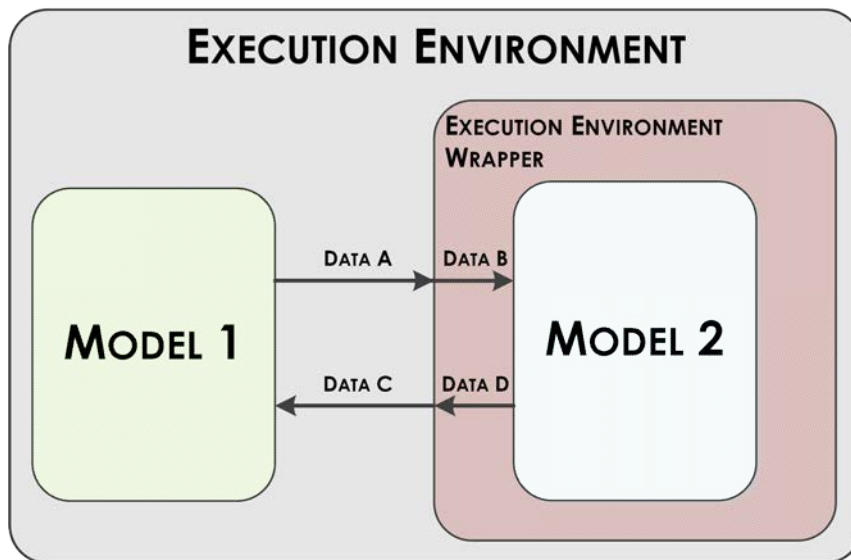 EXECUTION ENVIRONMENT
EXECUTION ENVIRONMENT
WRAPPER
DATA A
DATA B
MODEL 1
MODEL 2
DATA C
DATA D